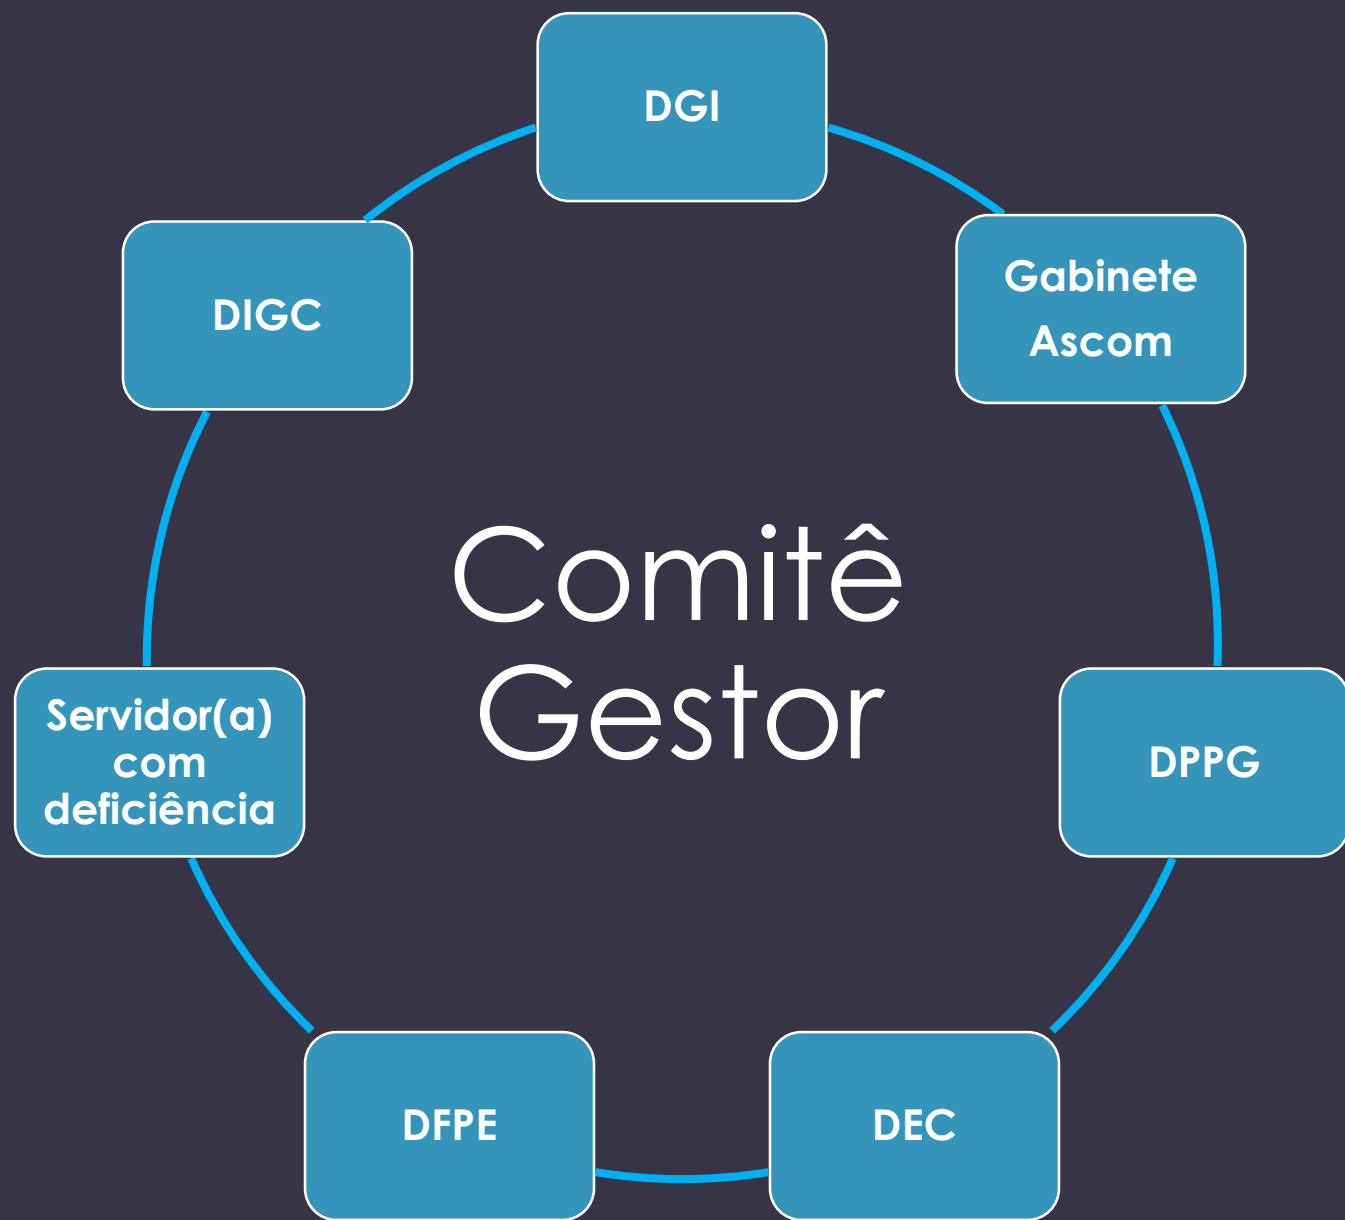 DGI
Gabinete
Ascom
DIGC
Comitê
Gestor
Servidor(a)
com
deficiência
DPPG
DFPE
DEC